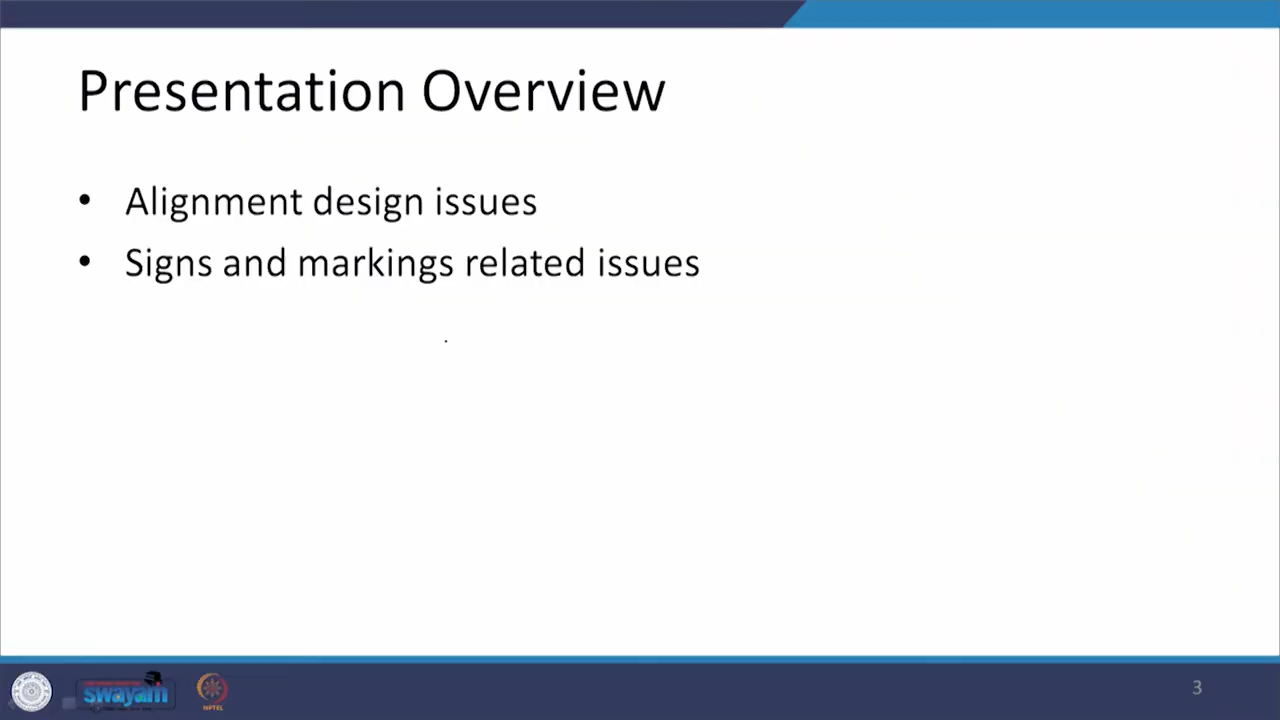 Presentation Overview
• Alignment design issues
• Signs and markings related issues
swayam
NPTEL
3